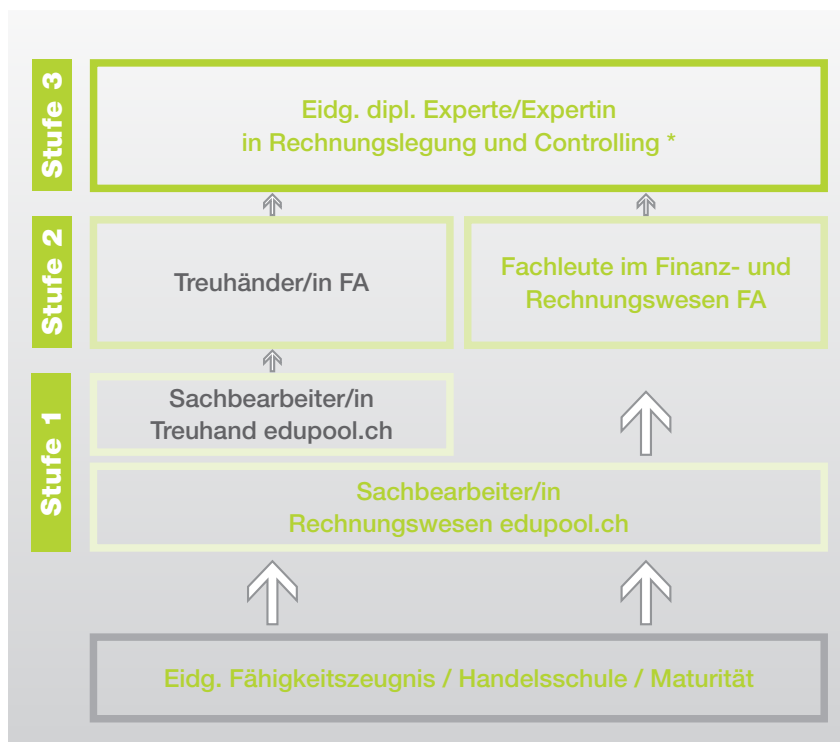 Stufe 3
Eidg. dipl. Experte/Expertin
in Rechnungslegung und Controlling *
Stufe 2
Treuhänder/in FA
Fachleute im Finanz- und
Rechnungswesen FA
Stufe 1
Sachbearbeiter/in
Treuhand edupool.ch
Sachbearbeiter/in
Rechnungswesen edupool.ch
Eidg. Fähigkeitszeugnis / Handelsschule / Maturität